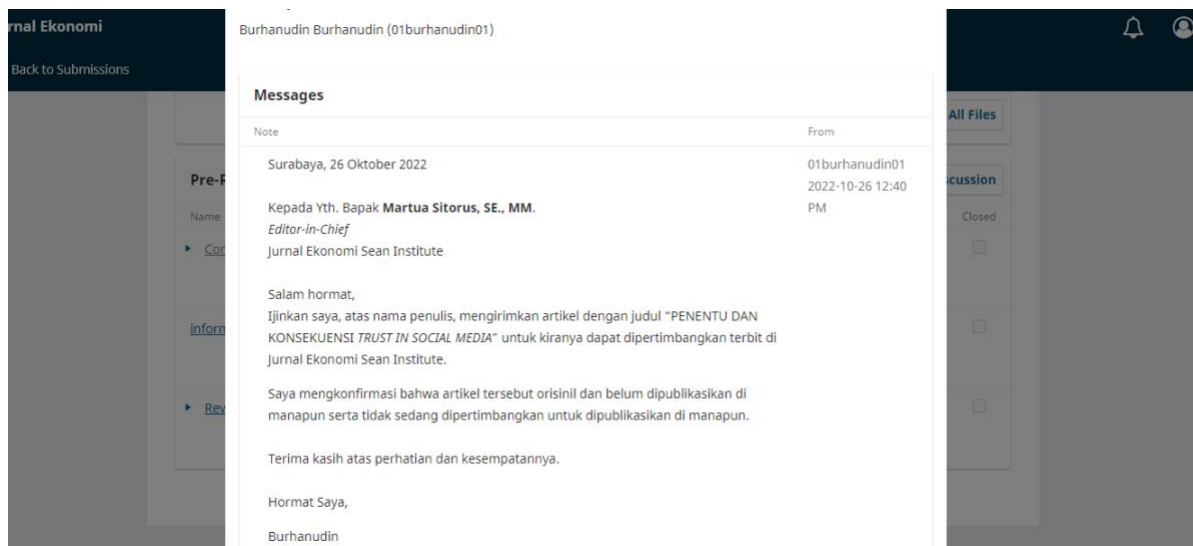 rnal Ekonomi
Back to Submissions
Burhanudin Burhanudin (01burhanudin01)
Messages
Note
From
Surabaya, 26 Oktober 2022
01burhanudin01
2022-10-26 12:40
PM
Kepada Yth. Bapak Martua Sitorus, SE., MM.
Editor-in-Chief
Jurnal Ekonomi Sean Institute
Salam hormat,
Ijinkan saya, atas nama penulis, mengirimkan artikel dengan judul "PENENTU DAN
KONSEKUENSI TRUST IN SOCIAL MEDIA" untuk kiranya dapat dipertimbangkan terbit di
Jurnal Ekonomi Sean Institute.
Saya mengkonfirmasi bahwa artikel tersebut orisinil dan belum dipublikasikan di
manapun serta tidak sedang dipertimbangkan untuk dipublikasikan di manapun.
Terima kasih atas perhatian dan kesempatannya.
Hormat Saya,
Burhanudin
All Files
Pre-R
cussion
Name
Closed
Cor
inforn
Rev